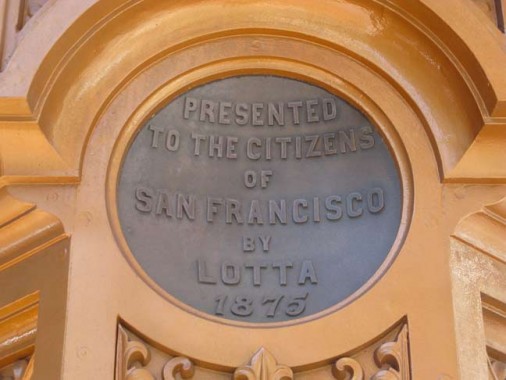 PRESENTED
TO THE CITIZENS
OF
SAN FRANCISCO
BY
LOTTA
1875